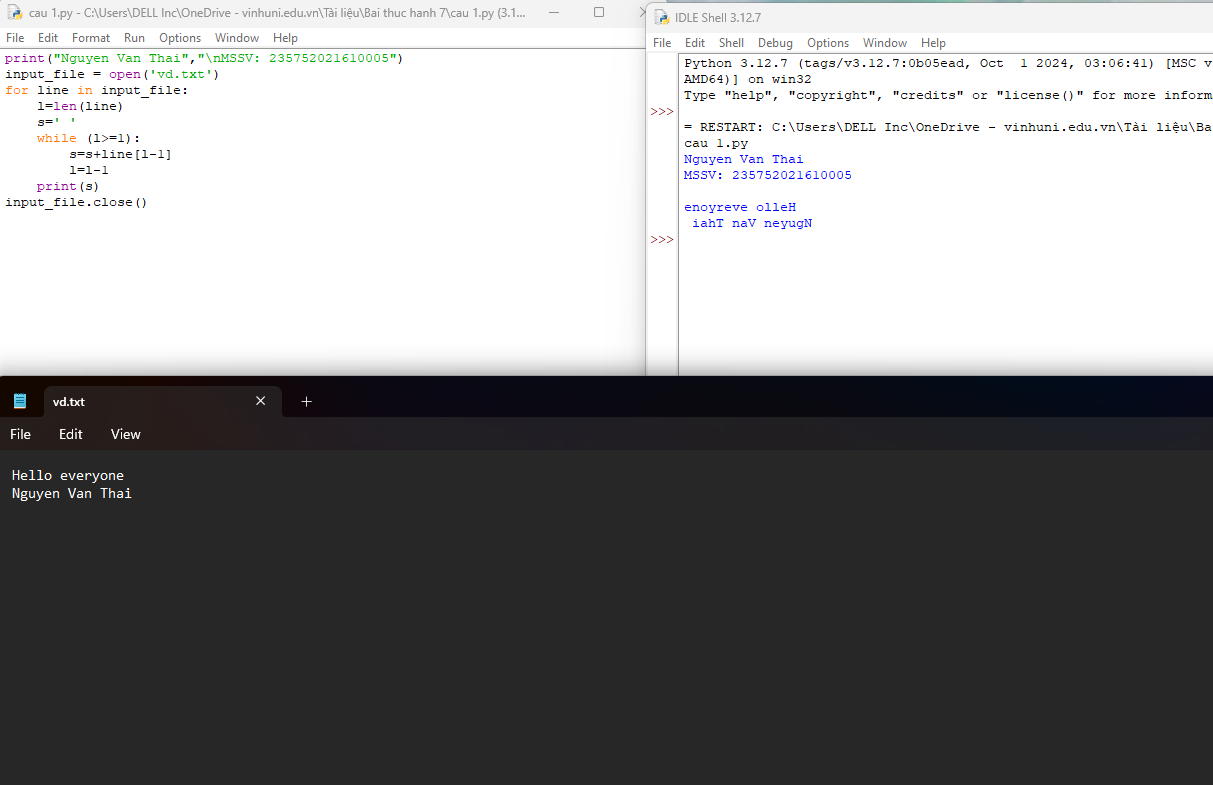 cau 1.py - C:\Users\DELL Inc\OneDrive - vinhuni.edu.vn\Tài liệu\Bai thuc hanh 7\cau 1.py (3.1...
File Edit Format Run Options Window Help
print("Nguyen Van Thai","\nMSSV: 235752021610005")
input_file = open('vd.txt')
for line in input_file:
    l=len(line)
    s=' '
    while (l>=1):
        s=s+line[l-1]
        l=l-1
    print(s)
input_file.close()
IDLE Shell 3.12.7
File Edit Shell Debug Options Window Help
Python 3.12.7 (tags/v3.12.7:0b05ead, Oct  1 2024, 03:06:41) [MSC v
AMD64)] on win32
Type "help", "copyright", "credits" or "license()" for more inform
>>>
= RESTART: C:\Users\DELL Inc\OneDrive - vinhuni.edu.vn\Tài liệu\Ba
cau 1.py
Nguyen Van Thai
MSSV: 235752021610005
enoyreve olleH
 iahT naV neyugN
>>>
vd.txt
File Edit View
Hello everyone
Nguyen Van Thai